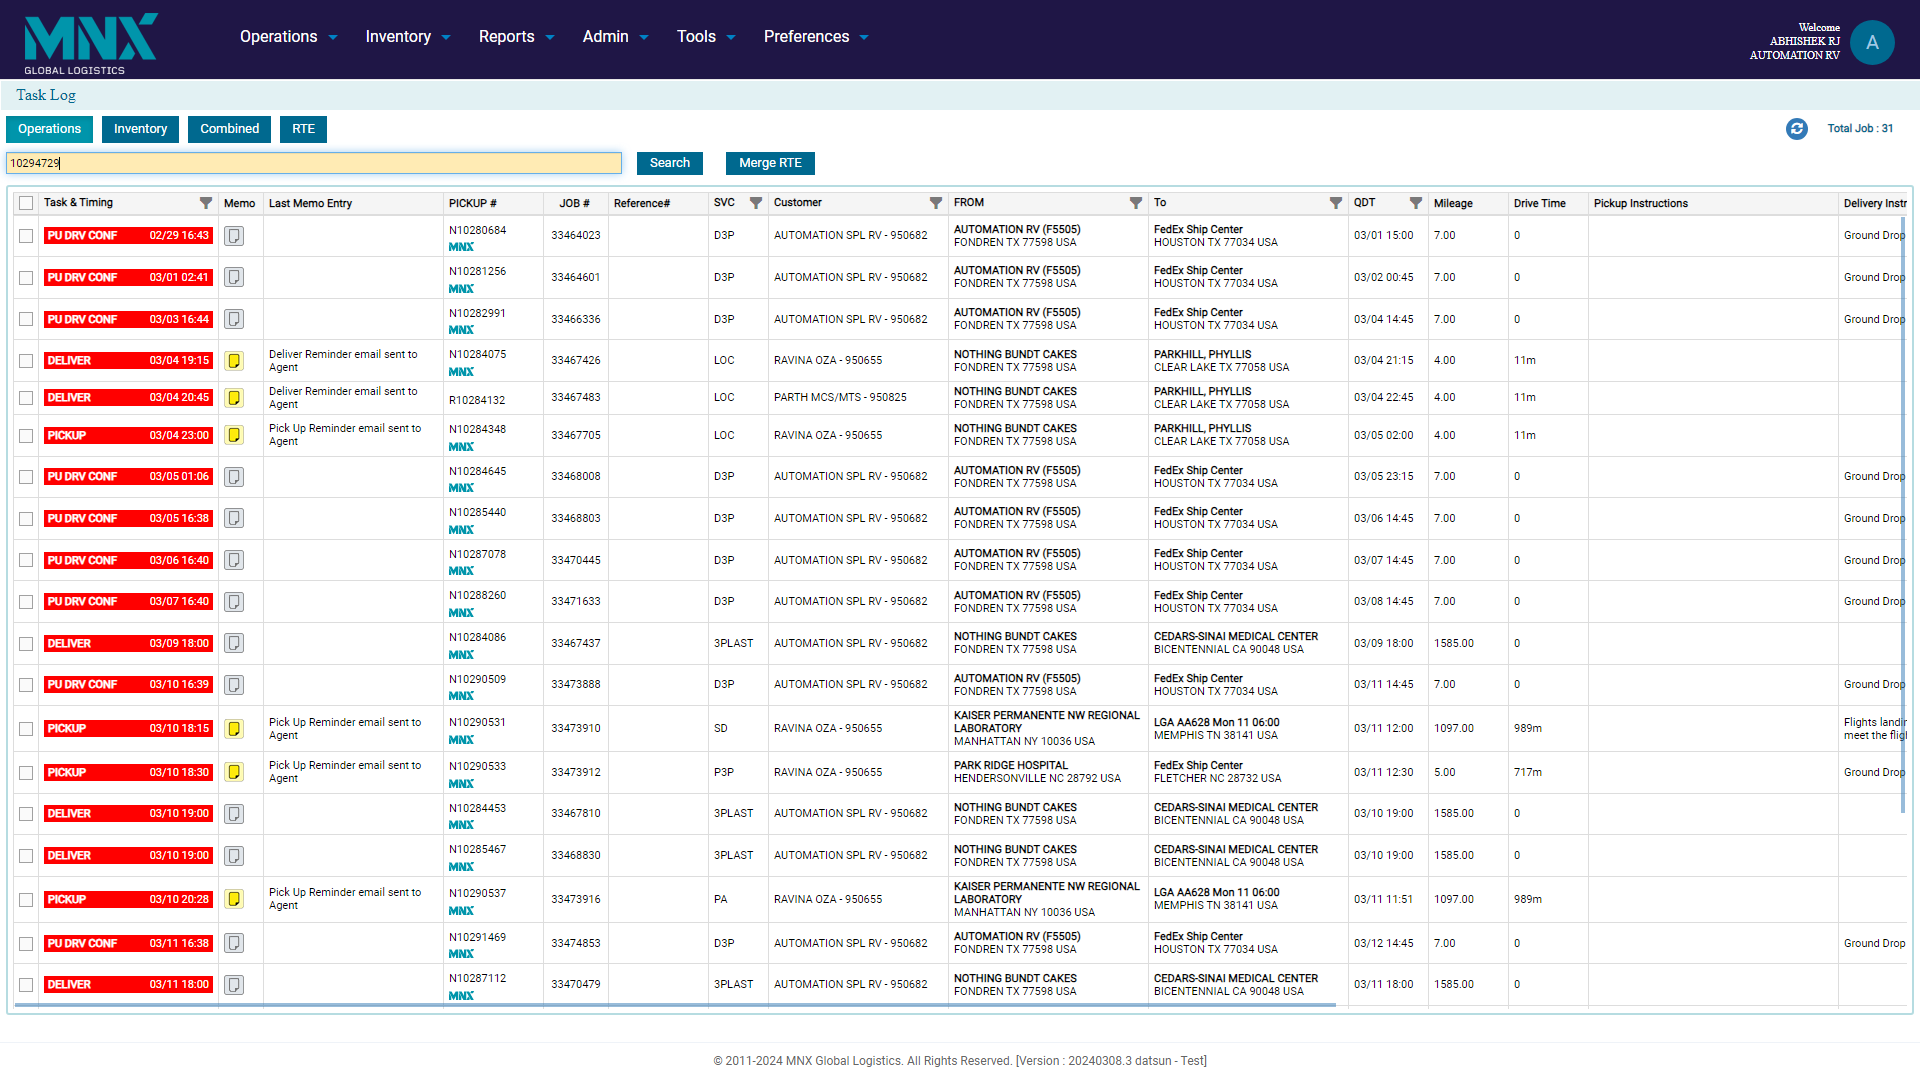 MNX
GLOBAL LOGISTICS
Operations Inventory Reports Admin Tools Preferences
Welcome
ABHISHEK RJ
AUTOMATION RV
A
Task Log
Operations Inventory Combined RTE
Total Job : 31
10294729 Search Merge RTE
Task & Timing Memo Last Memo Entry PICKUP # JOB # Reference# SVC Customer FROM To QDT Mileage Drive Time Pickup Instructions Delivery Instr
PU DRV CONF 02/29 16:43 N10280684 MNX 33464023 D3P AUTOMATION SPL RV - 950682 AUTOMATION RV (F5505) FONDREN TX 77598 USA FedEx Ship Center HOUSTON TX 77034 USA 03/01 15:00 7.00 0 Ground Drop
PU DRV CONF 03/01 02:41 N10281256 MNX 33464601 D3P AUTOMATION SPL RV - 950682 AUTOMATION RV (F5505) FONDREN TX 77598 USA FedEx Ship Center HOUSTON TX 77034 USA 03/02 00:45 7.00 0 Ground Drop
PU DRV CONF 03/03 16:44 N10282991 MNX 33466336 D3P AUTOMATION SPL RV - 950682 AUTOMATION RV (F5505) FONDREN TX 77598 USA FedEx Ship Center HOUSTON TX 77034 USA 03/04 14:45 7.00 0 Ground Drop
DELIVER 03/04 19:15 Deliver Reminder email sent to Agent N10284075 MNX 33467426 LOC RAVINA OZA - 950655 NOTHING BUNDT CAKES FONDREN TX 77598 USA PARKHILL, PHYLLIS CLEAR LAKE TX 77058 USA 03/04 21:15 4.00 11m
DELIVER 03/04 20:45 Deliver Reminder email sent to Agent R10284132 33467483 LOC PARTH MCS/MTS - 950825 NOTHING BUNDT CAKES FONDREN TX 77598 USA PARKHILL, PHYLLIS CLEAR LAKE TX 77058 USA 03/04 22:45 4.00 11m
PICKUP 03/04 23:00 Pick Up Reminder email sent to Agent N10284348 MNX 33467705 LOC RAVINA OZA - 950655 NOTHING BUNDT CAKES FONDREN TX 77598 USA PARKHILL, PHYLLIS CLEAR LAKE TX 77058 USA 03/05 02:00 4.00 11m
PU DRV CONF 03/05 01:06 N10284645 MNX 33468008 D3P AUTOMATION SPL RV - 950682 AUTOMATION RV (F5505) FONDREN TX 77598 USA FedEx Ship Center HOUSTON TX 77034 USA 03/05 23:15 7.00 0 Ground Drop
PU DRV CONF 03/05 16:38 N10285440 MNX 33468803 D3P AUTOMATION SPL RV - 950682 AUTOMATION RV (F5505) FONDREN TX 77598 USA FedEx Ship Center HOUSTON TX 77034 USA 03/06 14:45 7.00 0 Ground Drop
PU DRV CONF 03/06 16:40 N10287078 MNX 33470445 D3P AUTOMATION SPL RV - 950682 AUTOMATION RV (F5505) FONDREN TX 77598 USA FedEx Ship Center HOUSTON TX 77034 USA 03/07 14:45 7.00 0 Ground Drop
PU DRV CONF 03/07 16:40 N10288260 MNX 33471633 D3P AUTOMATION SPL RV - 950682 AUTOMATION RV (F5505) FONDREN TX 77598 USA FedEx Ship Center HOUSTON TX 77034 USA 03/08 14:45 7.00 0 Ground Drop
DELIVER 03/09 18:00 N10284086 MNX 33467437 3PLAST AUTOMATION SPL RV - 950682 NOTHING BUNDT CAKES FONDREN TX 77598 USA CEDARS-SINAI MEDICAL CENTER BICENTENNIAL CA 90048 USA 03/09 18:00 1585.00 0
PU DRV CONF 03/10 16:39 N10290509 MNX 33473888 D3P AUTOMATION SPL RV - 950682 AUTOMATION RV (F5505) FONDREN TX 77598 USA FedEx Ship Center HOUSTON TX 77034 USA 03/11 14:45 7.00 0 Ground Drop
PICKUP 03/10 18:15 Pick Up Reminder email sent to Agent N10290531 MNX 33473910 SD RAVINA OZA - 950655 KAISER PERMANENTE NW REGIONAL LABORATORY MANHATTAN NY 10036 USA LGA AA628 Mon 11 06:00 MEMPHIS TN 38141 USA 03/11 12:00 1097.00 989m Flights landi meet the flig
PICKUP 03/10 18:30 Pick Up Reminder email sent to Agent N10290533 MNX 33473912 P3P RAVINA OZA - 950655 PARK RIDGE HOSPITAL HENDERSONVILLE NC 28792 USA FedEx Ship Center FLETCHER NC 28732 USA 03/11 12:30 5.00 717m Ground Drop
DELIVER 03/10 19:00 N10284453 MNX 33467810 3PLAST AUTOMATION SPL RV - 950682 NOTHING BUNDT CAKES FONDREN TX 77598 USA CEDARS-SINAI MEDICAL CENTER BICENTENNIAL CA 90048 USA 03/10 19:00 1585.00 0
DELIVER 03/10 19:00 N10285467 MNX 33468830 3PLAST AUTOMATION SPL RV - 950682 NOTHING BUNDT CAKES FONDREN TX 77598 USA CEDARS-SINAI MEDICAL CENTER BICENTENNIAL CA 90048 USA 03/10 19:00 1585.00 0
PICKUP 03/10 20:28 Pick Up Reminder email sent to Agent N10290537 MNX 33473916 PA RAVINA OZA - 950655 KAISER PERMANENTE NW REGIONAL LABORATORY MANHATTAN NY 10036 USA LGA AA628 Mon 11 06:00 MEMPHIS TN 38141 USA 03/11 11:51 1097.00 989m
PU DRV CONF 03/11 16:38 N10291469 MNX 33474853 D3P AUTOMATION SPL RV - 950682 AUTOMATION RV (F5505) FONDREN TX 77598 USA FedEx Ship Center HOUSTON TX 77034 USA 03/12 14:45 7.00 0 Ground Drop
DELIVER 03/11 18:00 N10287112 MNX 33470479 3PLAST AUTOMATION SPL RV - 950682 NOTHING BUNDT CAKES FONDREN TX 77598 USA CEDARS-SINAI MEDICAL CENTER BICENTENNIAL CA 90048 USA 03/11 18:00 1585.00 0
© 2011-2024 MNX Global Logistics. All Rights Reserved. [Version : 20240308.3 datsun - Test]